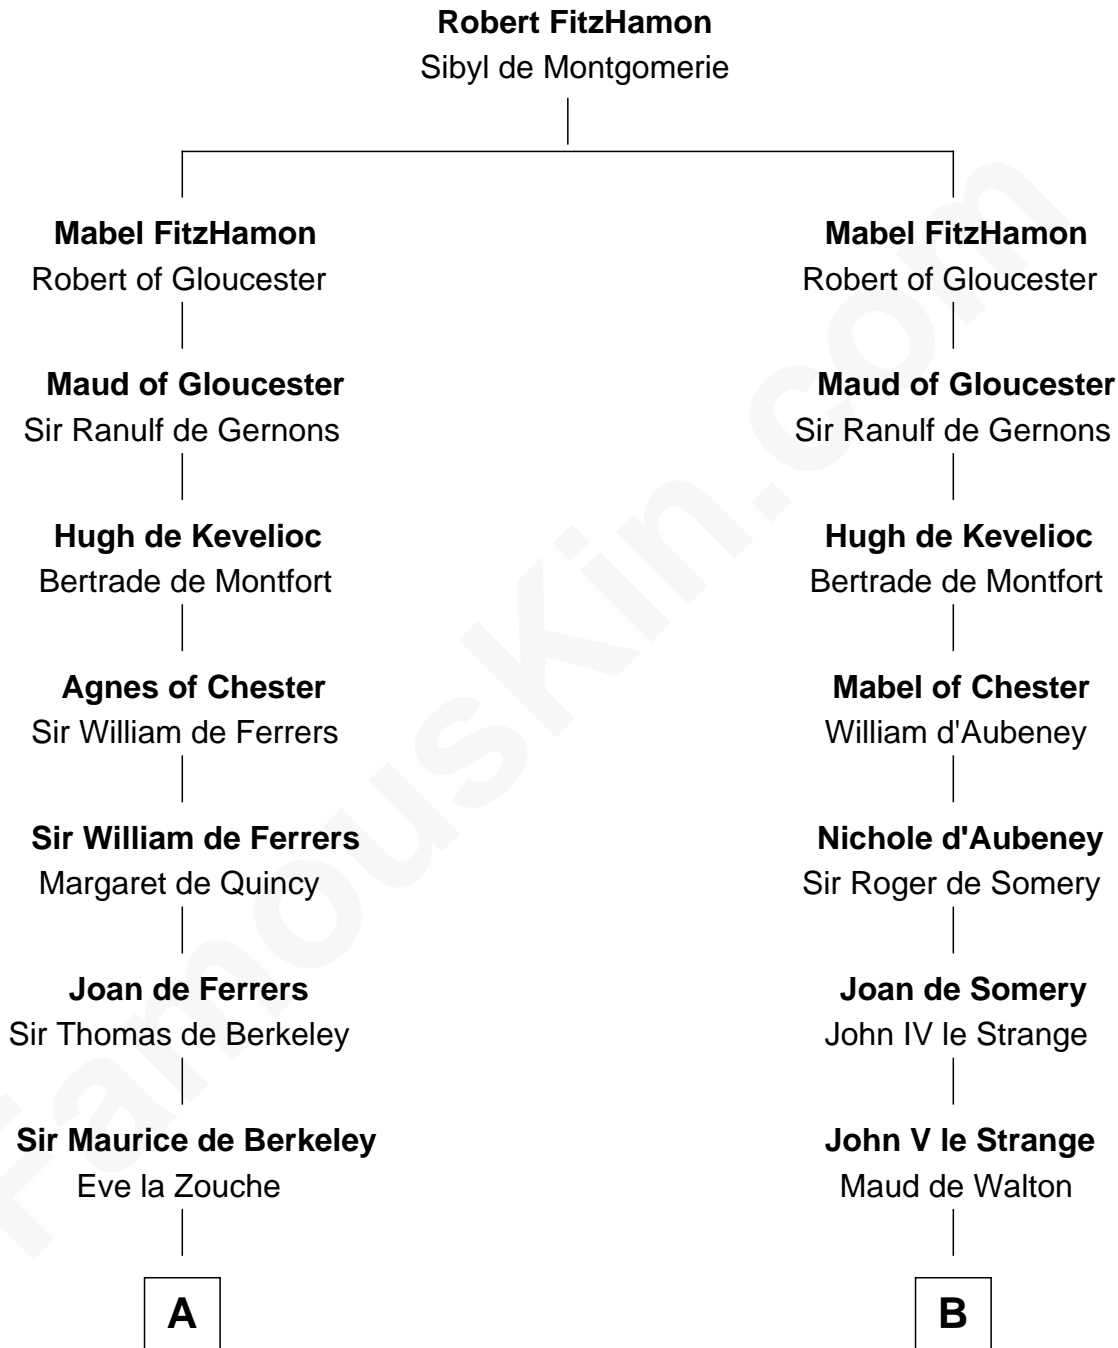 Robert FitzHamon
Sibyl de Montgomerie
Mabel FitzHamon
Robert of Gloucester
Maud of Gloucester
Sir Ranulf de Gernons
Hugh de Kevelioc
Bertrade de Montfort
Agnes of Chester
Sir William de Ferrers
Sir William de Ferrers
Margaret de Quincy
Joan de Ferrers
Sir Thomas de Berkeley
Sir Maurice de Berkeley
Eve la Zouche
A
Mabel FitzHamon
Robert of Gloucester
Maud of Gloucester
Sir Ranulf de Gernons
Hugh de Kevelioc
Bertrade de Montfort
Mabel of Chester
William d'Aubeney
Nichole d'Aubeney
Sir Roger de Somery
Joan de Somery
John IV le Strange
John V le Strange
Maud de Walton
B
FamousKin.com